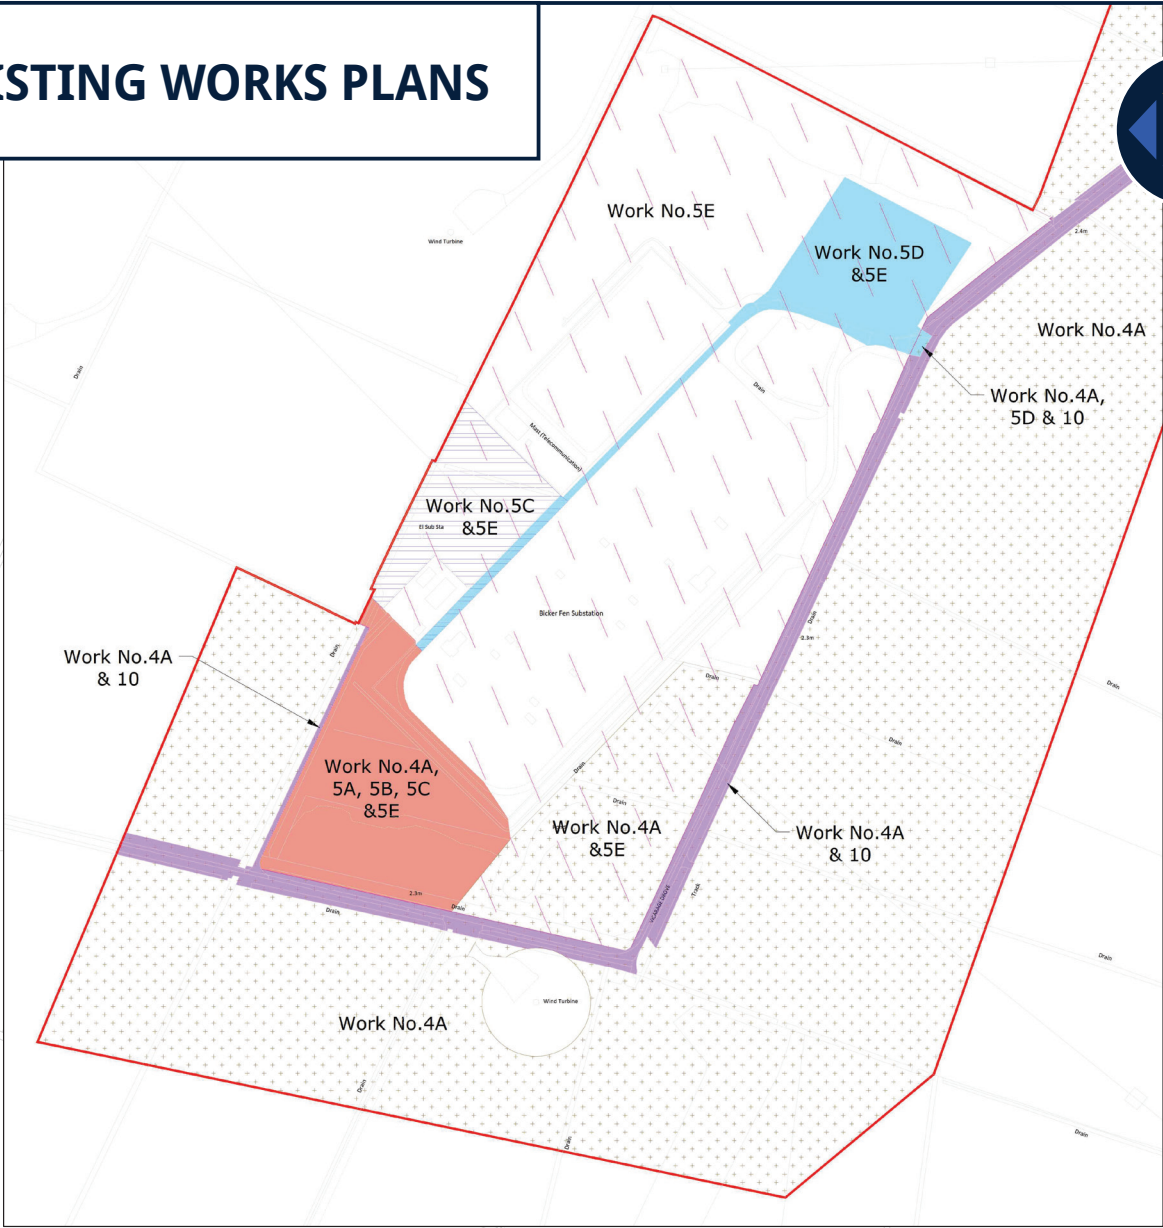 ISTING WORKS PLANS
Work No.5E
Wind Turbine
2.4m
Work No.5D
&5E
Work No.4A
Drain
Drain
Work No.4A,
5D & 10
Mast (Telecommunication)
Work No.5C
&5E
El Sub Sta
Bicker Fen Substation
Drain
2.3m
Drain
Work No.4A
& 10
Drain
Drain
Drain
Work No.4A,
5A, 5B, 5C
&5E
Drain
Drain
Work No.4A
&5E
Work No.4A
& 10
2.3m
Drain
Drain
VICARAGE DROVE
Track
Drain
Wind Turbine
Work No.4A
Drain
Drain
Drain